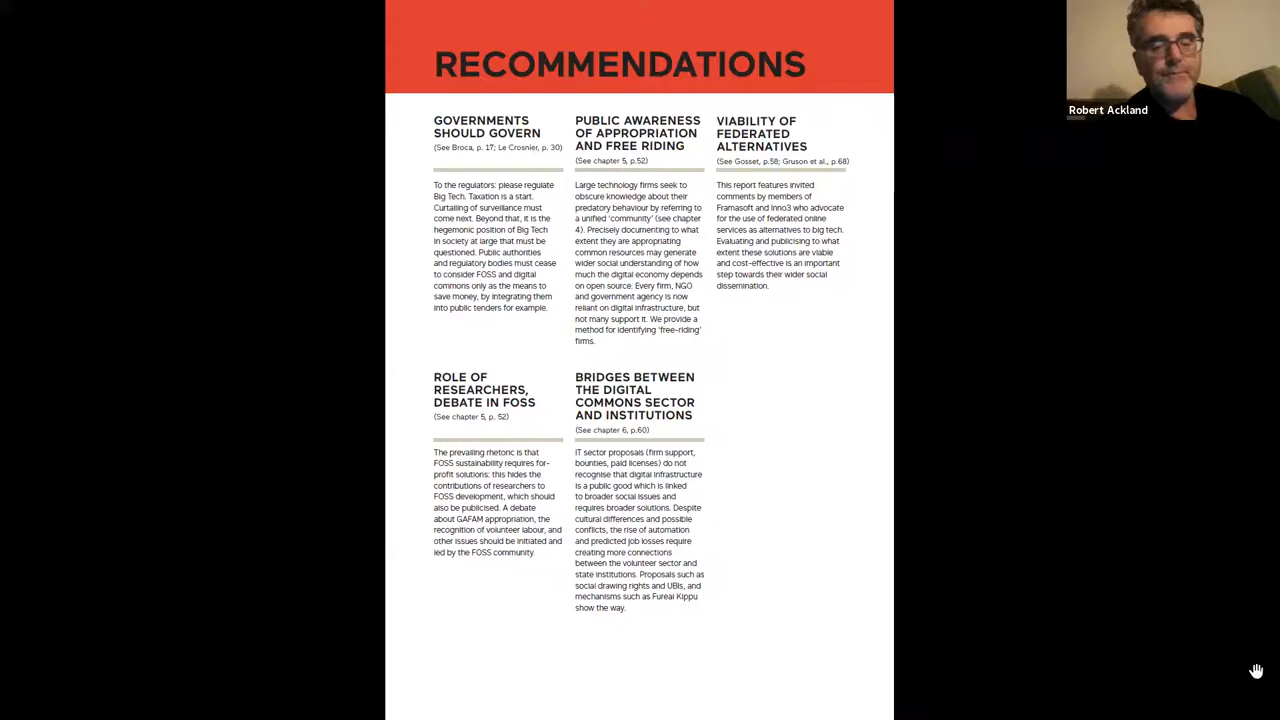 RECOMMENDATIONS
Robert Ackland
GOVERNMENTS
SHOULD GOVERN
(See Broca, p. 17; Le Crosnier, p. 30)
To the regulators: please regulate
Big Tech. Taxation is a start.
Curtailing of surveillance must
come next. Beyond that, it is the
hegemonic position of Big Tech
in society at large that must be
questioned. Public authorities
and regulatory bodies must cease
to consider FOSS and digital
commons only as the means to
save money, by integrating them
into public tenders for example.
PUBLIC AWARENESS
OF APPROPRIATION
AND FREE RIDING
(See chapter 5, p.52)
Large technology firms seek to
obscure knowledge about their
predatory behaviour by referring to
a unified ‘community’ (see chapter
4). Precisely documenting to what
extent they are appropriating
common resources may generate
wider social understanding of how
much the digital economy depends
on open source. Every firm, NGO
and government agency is now
reliant on digital infrastructure, but
not many support it. We provide a
method for identifying ‘free-riding’
firms.
VIABILITY OF
FEDERATED
ALTERNATIVES
(See Gosset, p.58; Gruson et al., p.68)
This report features invited
comments by members of
Framasoft and Inno3 who advocate
for the use of federated online
services as alternatives to big tech.
Evaluating and publicising to what
extent these solutions are viable
and cost-effective is an important
step towards their wider social
dissemination.
ROLE OF
RESEARCHERS,
DEBATE IN FOSS
(See chapter 5, p. 52)
The prevailing rhetoric is that
FOSS sustainability requires for-
profit solutions: this hides the
contributions of researchers to
FOSS development, which should
also be publicised. A debate
about GAFAM appropriation, the
recognition of volunteer labour, and
other issues should be initiated and
led by the FOSS community.
BRIDGES BETWEEN
THE DIGITAL
COMMONS SECTOR
AND INSTITUTIONS
(See chapter 6, p.60)
IT sector proposals (firm support,
bounties, paid licenses) do not
recognise that digital infrastructure
is a public good which is linked
to broader social issues and
requires broader solutions. Despite
cultural differences and possible
conflicts, the rise of automation
and predicted job losses require
creating more connections
between the volunteer sector and
state institutions. Proposals such as
social drawing rights and UBIs, and
mechanisms such as Fureai Kippu
show the way.